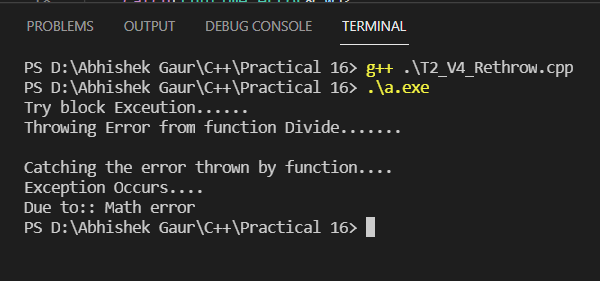 PROBLEMS OUTPUT DEBUG CONSOLE TERMINAL
PS D:\Abhishek Gaur\C++\Practical 16> g++ .\T2_V4_Rethrow.cpp
PS D:\Abhishek Gaur\C++\Practical 16> .\a.exe
Try block Exceution......
Throwing Error from function Divide.......
Catching the error thrown by function....
Exception Occurs....
Due to:: Math error
PS D:\Abhishek Gaur\C++\Practical 16>